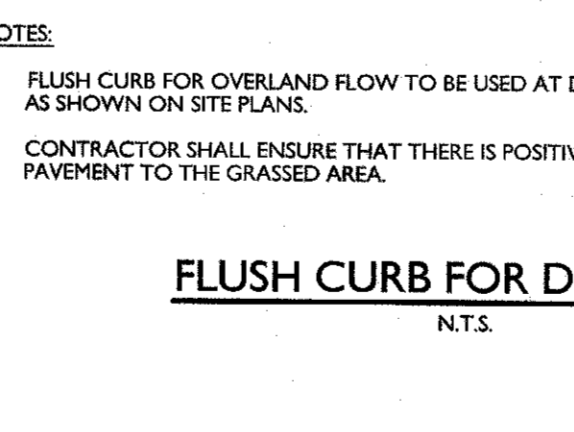 OTES:
FLUSH CURB FOR OVERLAND FLOW TO BE USED AT
AS SHOWN ON SITE PLANS.
CONTRACTOR SHALL ENSURE THAT THERE IS POSITIV
PAVEMENT TO THE GRASSED AREA.
FLUSH CURB FOR D
N.T.S.